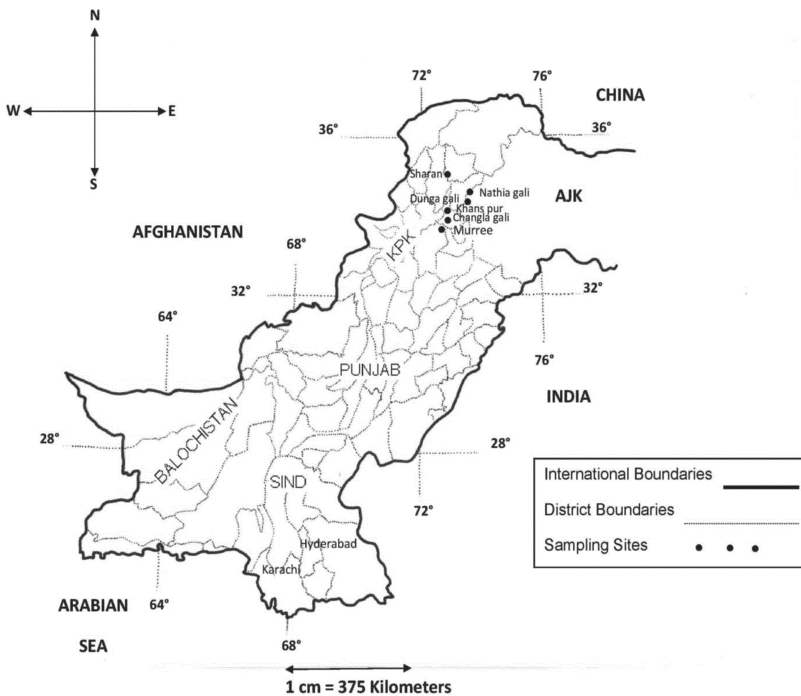 N
W
E
S
72°
76°
CHINA
36°
36°
Sharan
Nathia gali
Dunga gali
Khans pur
Changla gali
Murree
AJK
AFGHANISTAN
KPK
68°
32°
32°
64°
76°
PUNJAB
INDIA
BALOCHISTAN
28°
28°
SIND
72°
Hyderabad
Karachi
ARABIAN
SEA
64°
68°
1 cm = 375 Kilometers
International Boundaries
District Boundaries
Sampling Sites